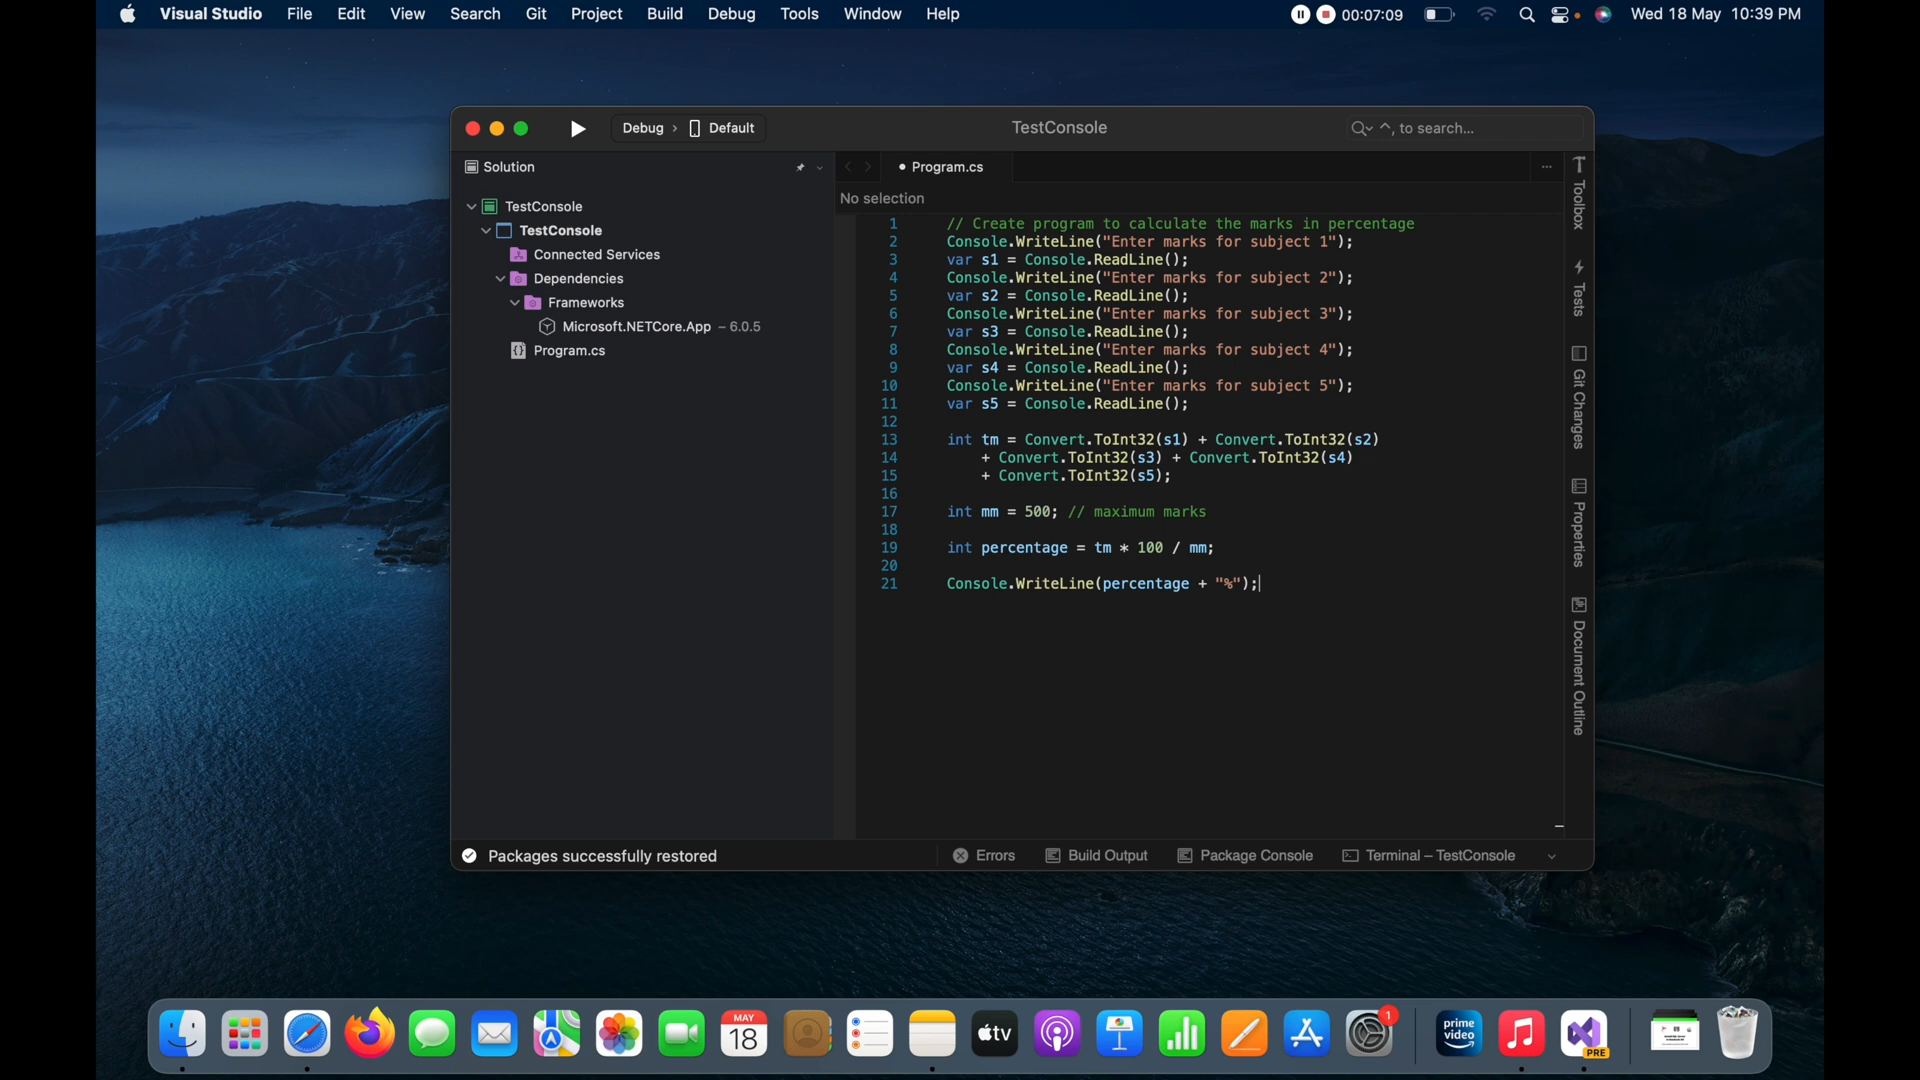 Visual Studio File Edit View Search Git Project Build Debug Tools Window Help 00:07:09 Wed 18 May 10:39 PM
Debug › Default
TestConsole
^, to search...
Solution
TestConsole
TestConsole
Connected Services
Dependencies
Frameworks
Microsoft.NETCore.App – 6.0.5
Program.cs
Program.cs
No selection
1 // Create program to calculate the marks in percentage
2 Console.WriteLine("Enter marks for subject 1");
3 var s1 = Console.ReadLine();
4 Console.WriteLine("Enter marks for subject 2");
5 var s2 = Console.ReadLine();
6 Console.WriteLine("Enter marks for subject 3");
7 var s3 = Console.ReadLine();
8 Console.WriteLine("Enter marks for subject 4");
9 var s4 = Console.ReadLine();
10 Console.WriteLine("Enter marks for subject 5");
11 var s5 = Console.ReadLine();
12
13 int tm = Convert.ToInt32(s1) + Convert.ToInt32(s2)
14 + Convert.ToInt32(s3) + Convert.ToInt32(s4)
15 + Convert.ToInt32(s5);
16
17 int mm = 500; // maximum marks
18
19 int percentage = tm * 100 / mm;
20
21 Console.WriteLine(percentage + "%");
Toolbox
Tests
Git Changes
Properties
Document Outline
Packages successfully restored
Errors Build Output Package Console Terminal – TestConsole
MAY
18
tv
1
prime
video
PRE